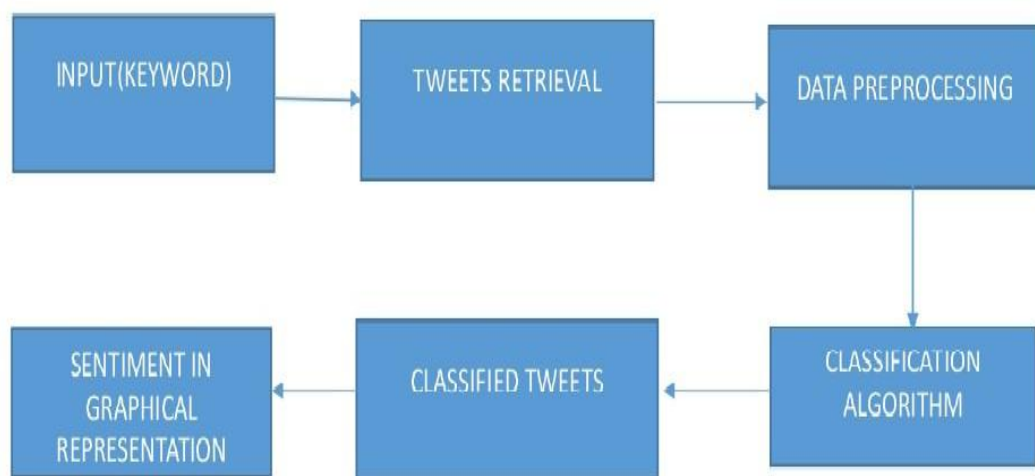 INPUT(KEYWORD)
TWEETS RETRIEVAL
DATA PREPROCESSING
CLASSIFICATION
ALGORITHM
CLASSIFIED TWEETS
SENTIMENT IN
GRAPHICAL
REPRESENTATION